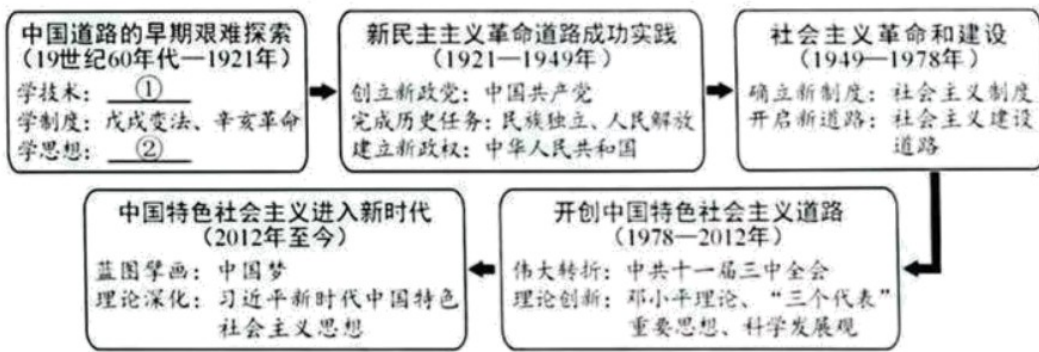 中国道路的早期艰难探索
(19世纪60年代—1921年)
学技术：①
学制度：戊戌变法、辛亥革命
学思想：②
新民主主义革命道路成功实践
(1921—1949年)
创立新政党：中国共产党
完成历史任务：民族独立、人民解放
建立新政权：中华人民共和国
社会主义革命和建设
(1949—1978年)
确立新制度：社会主义制度
开启新道路：社会主义建设
道路
开创中国特色社会主义道路
(1978—2012年)
伟大转折：中共十一届三中全会
理论创新：邓小平理论、“三个代表”
重要思想、科学发展观
中国特色社会主义进入新时代
(2012年至今)
蓝图擘画：中国梦
理论深化：习近平新时代中国特色
社会主义思想